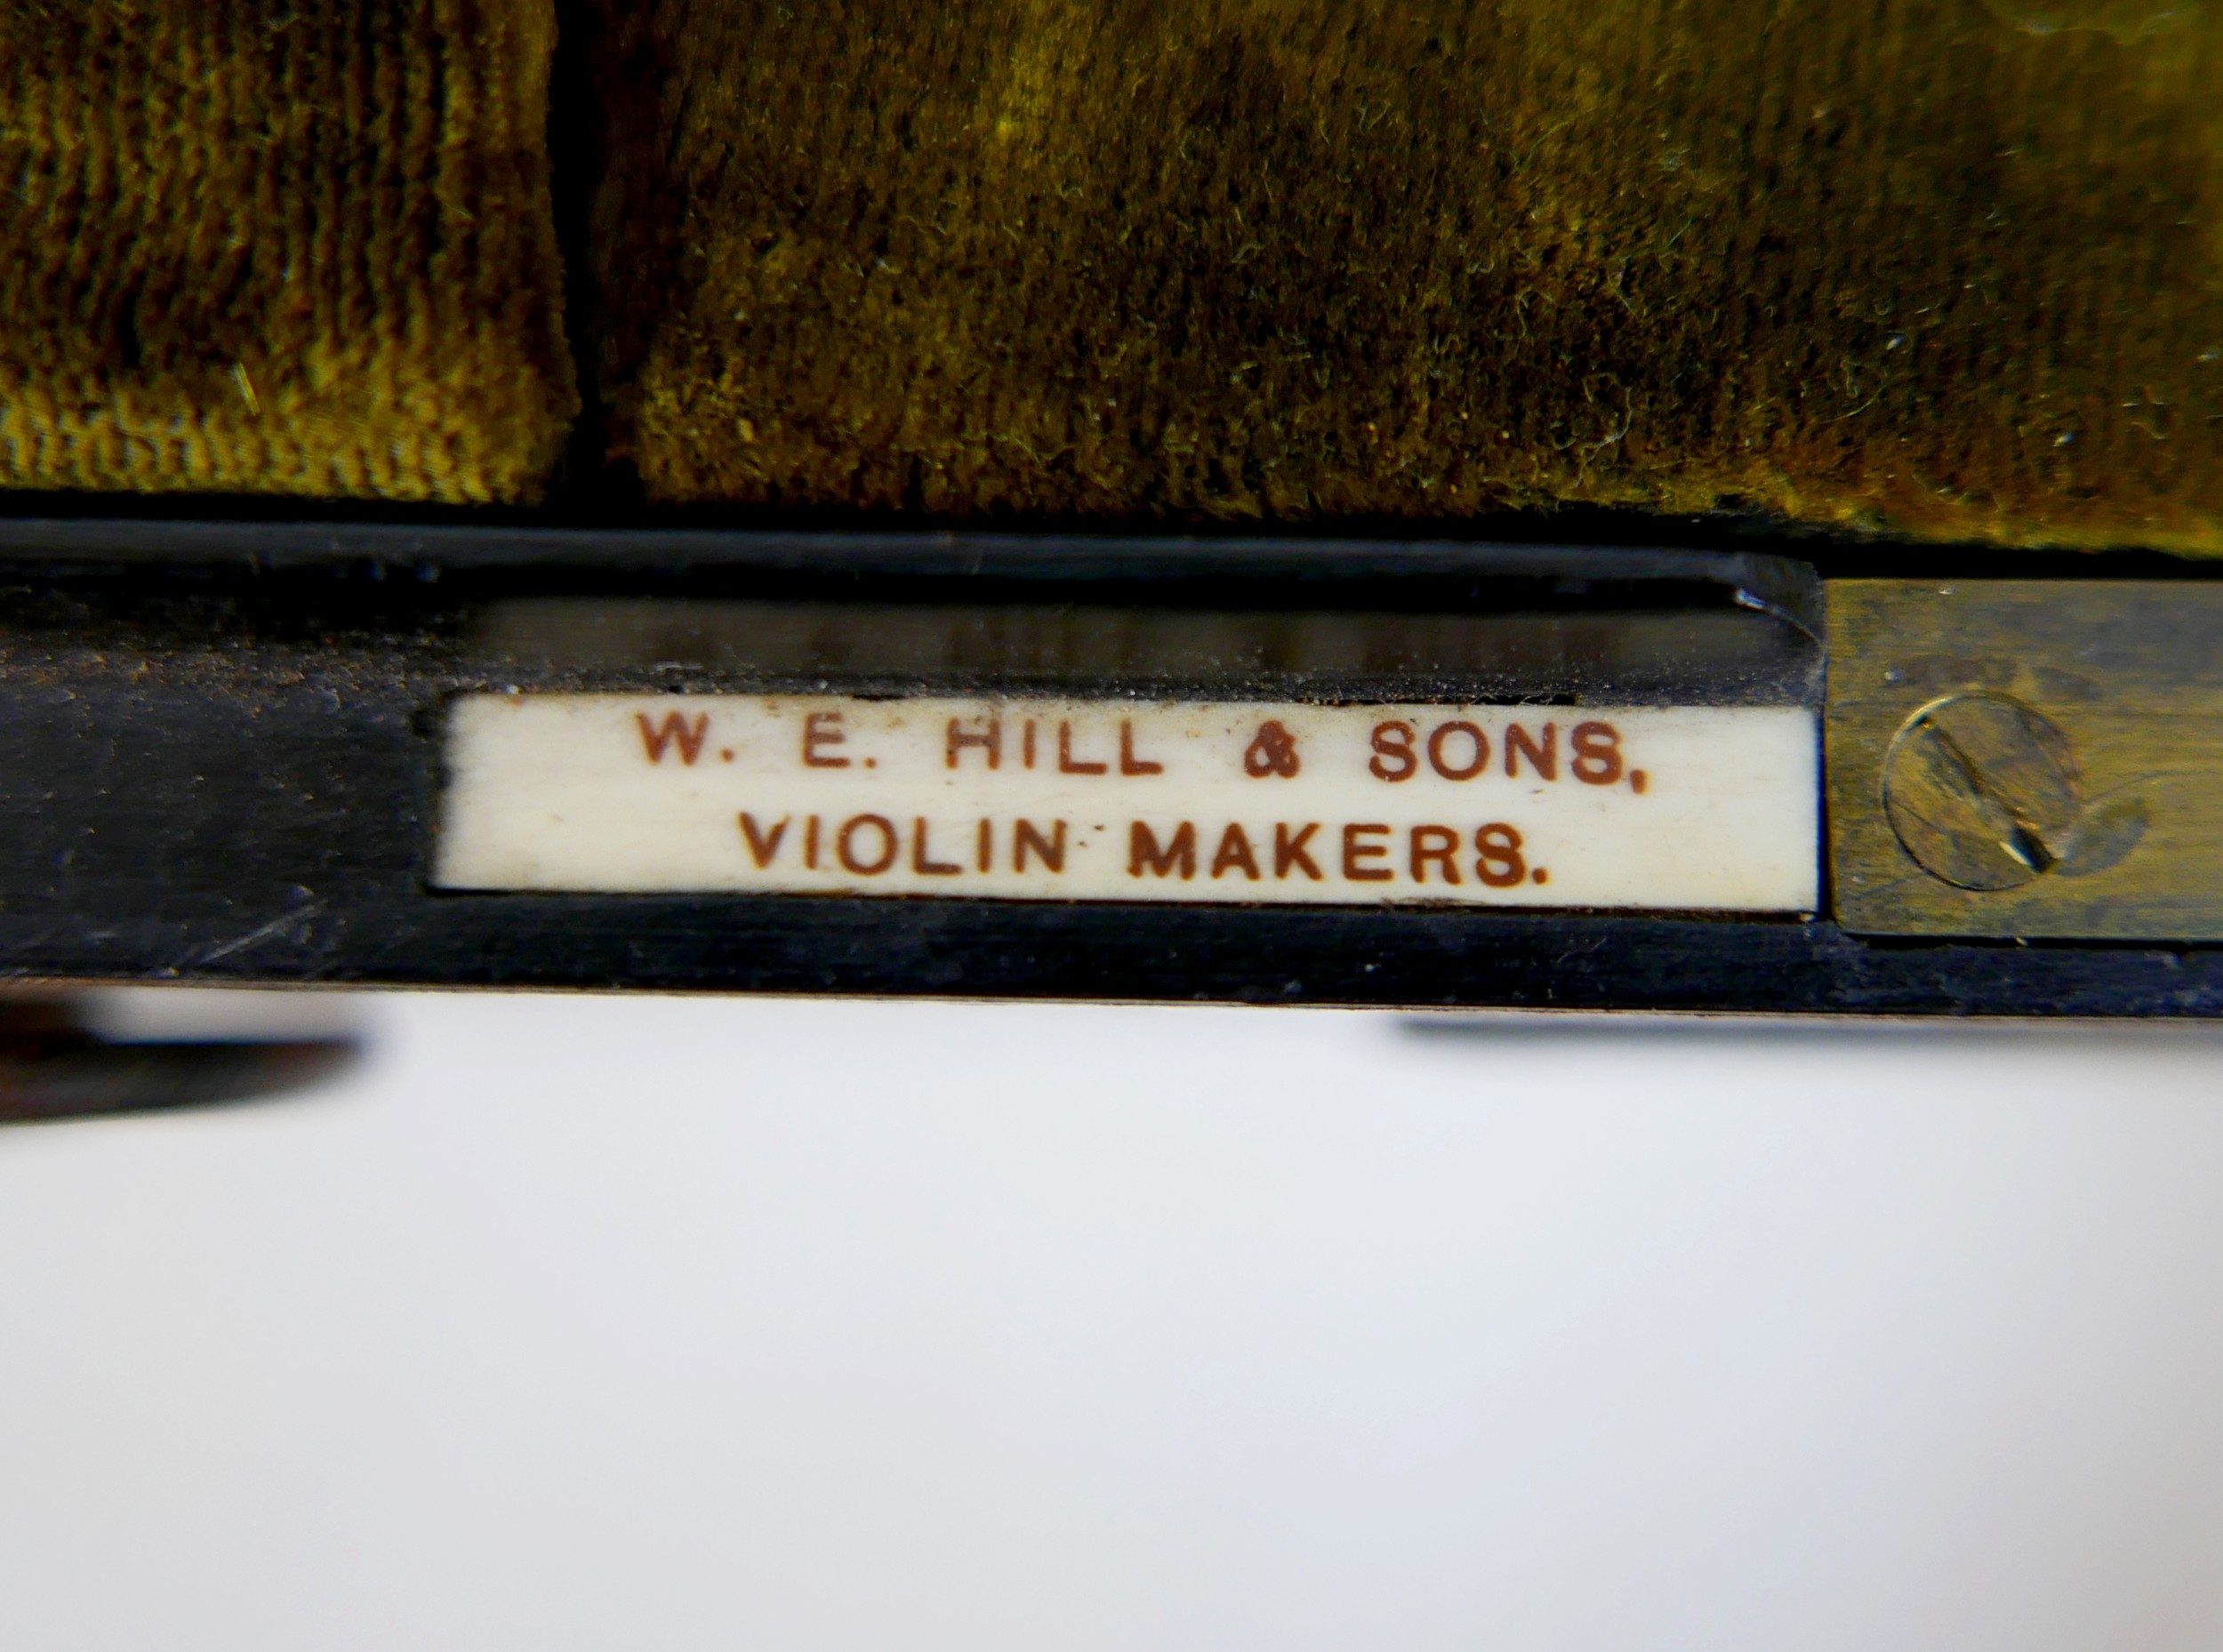 W. E. HILL & SONS,
VIOLIN MAKERS.